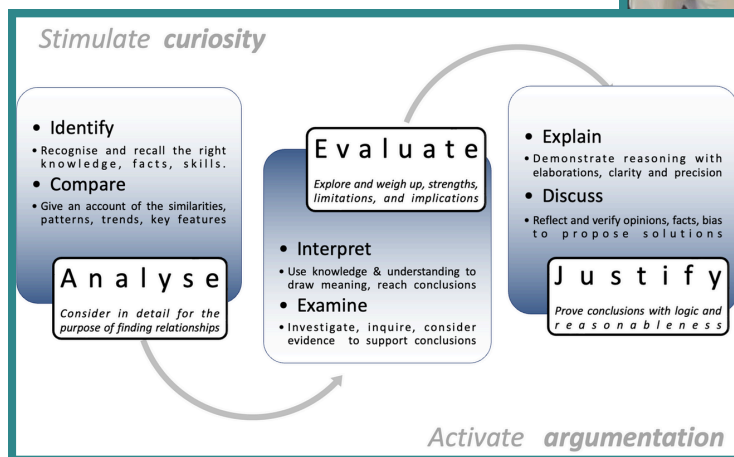 Stimulate curiosity
• Identify
• Recognise and recall the right
knowledge, facts, skills.
• Compare
• Give an account of the similarities,
patterns, trends, key features
Analyse
Consider in detail for the
purpose of finding relationships
Evaluate
Explore and weigh up, strengths,
limitations, and implications
• Interpret
• Use knowledge & understanding to
draw meaning, reach conclusions
• Examine
• Investigate, inquire, consider
evidence to support conclusions
• Explain
• Demonstrate reasoning with
elaborations, clarity and precision
• Discuss
• Reflect and verify opinions, facts, bias
to propose solutions
Justify
Prove conclusions with logic and
reasonableness
Activate argumentation